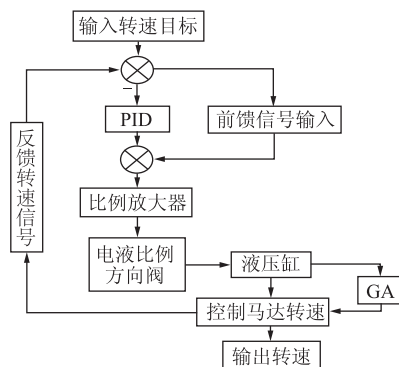 输入转速目标
−
PID
前馈信号输入
反馈转速信号
比例放大器
电液比例
方向阀
液压缸
GA
控制马达转速
输出转速